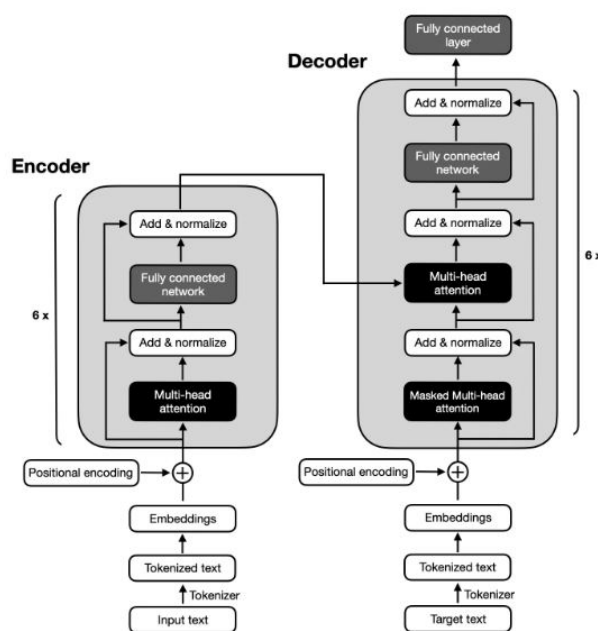 Encoder
6 x
Add & normalize
Fully connected
network
Add & normalize
Multi-head
attention
Positional encoding
+
Embeddings
Tokenized text
Tokenizer
Input text
Decoder
Fully connected
layer
Add & normalize
Fully connected
network
Add & normalize
Multi-head
attention
Add & normalize
Masked Multi-head
attention
6 x
Positional encoding
+
Embeddings
Tokenized text
Tokenizer
Target text